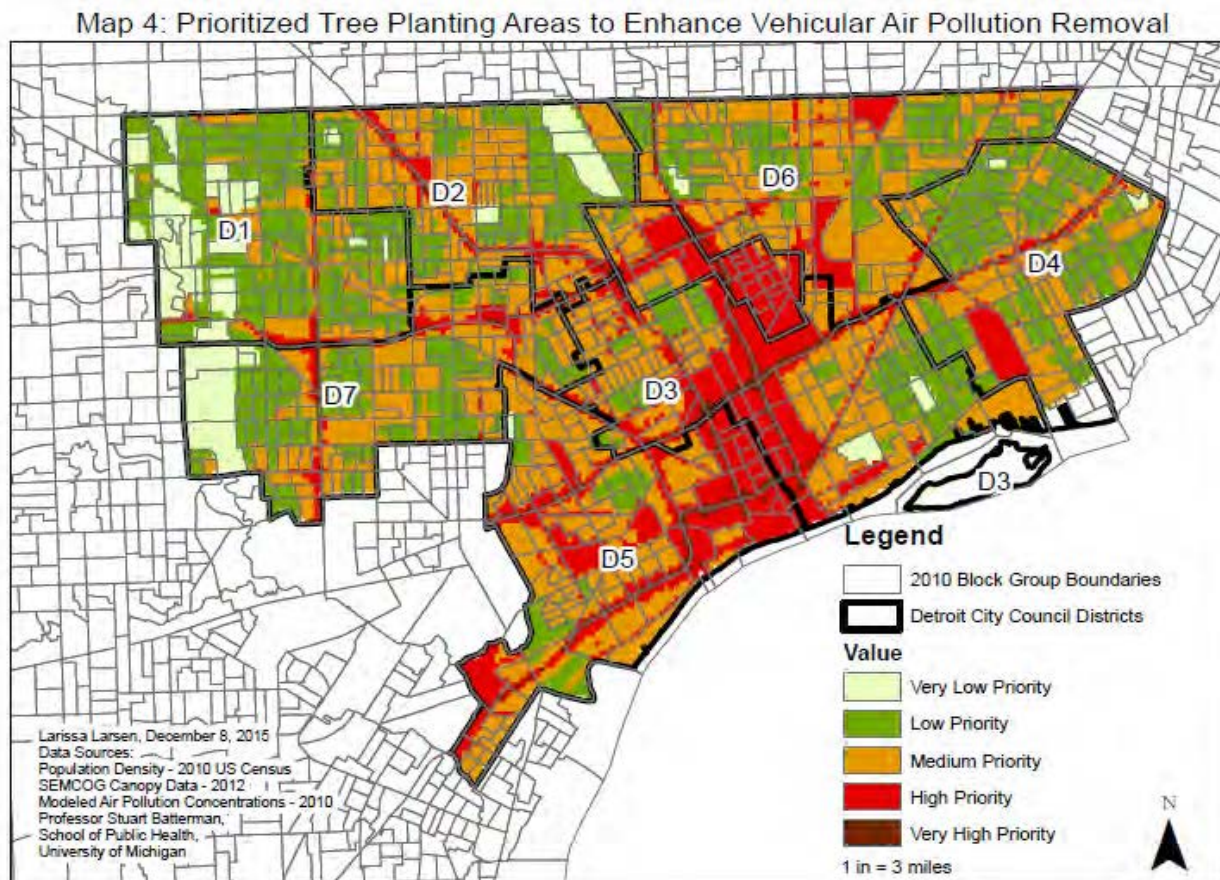 Map 4: Prioritized Tree Planting Areas to Enhance Vehicular Air Pollution Removal
D6
D2
D1
D4
D3
D7
D3
D5
Legend
2010 Block Group Boundaries
Detroit City Council Districts
Value
Very Low Priority
Low Priority
Medium Priority
High Priority
Very High Priority
1 in = 3 miles
N
Larissa Larsen, December 8, 2015
Data Sources:
Population Density - 2010 US Census
SEMCOG Canopy Data - 2012
Modeled Air Pollution Concentrations - 2010
Professor Stuart Batterman,
School of Public Health,
University of Michigan